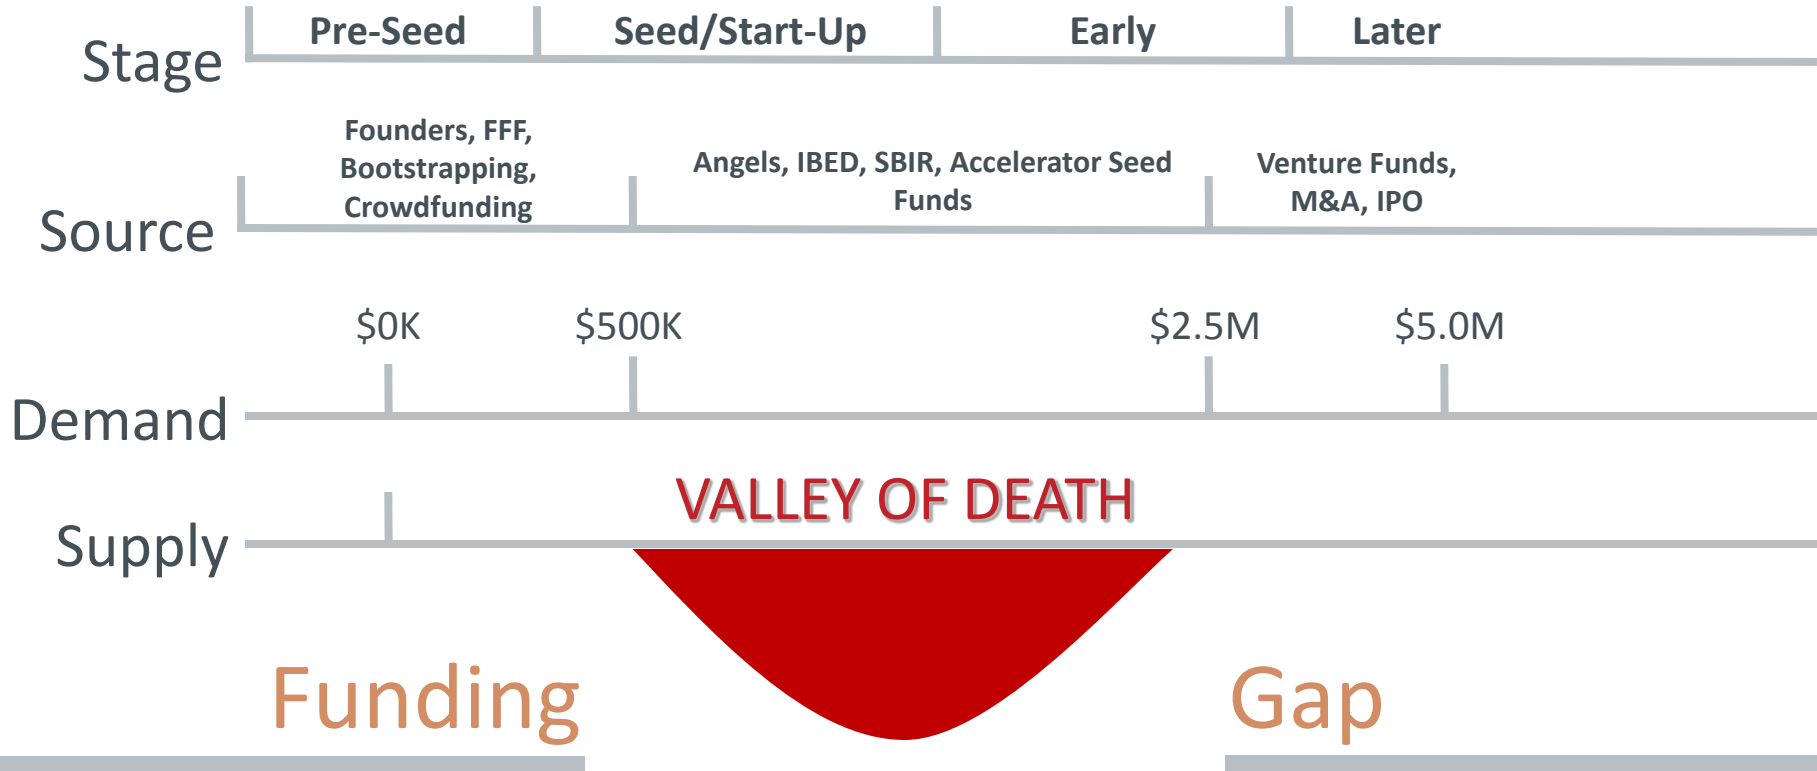 Stage
Pre-Seed
Seed/Start-Up
Early
Later
Source
Founders, FFF,
Bootstrapping,
Crowdfunding
Angels, IBED, SBIR, Accelerator Seed
Funds
Venture Funds,
M&A, IPO
Demand
$0K
$500K
$2.5M
$5.0M
Supply
VALLEY OF DEATH
Funding
Gap